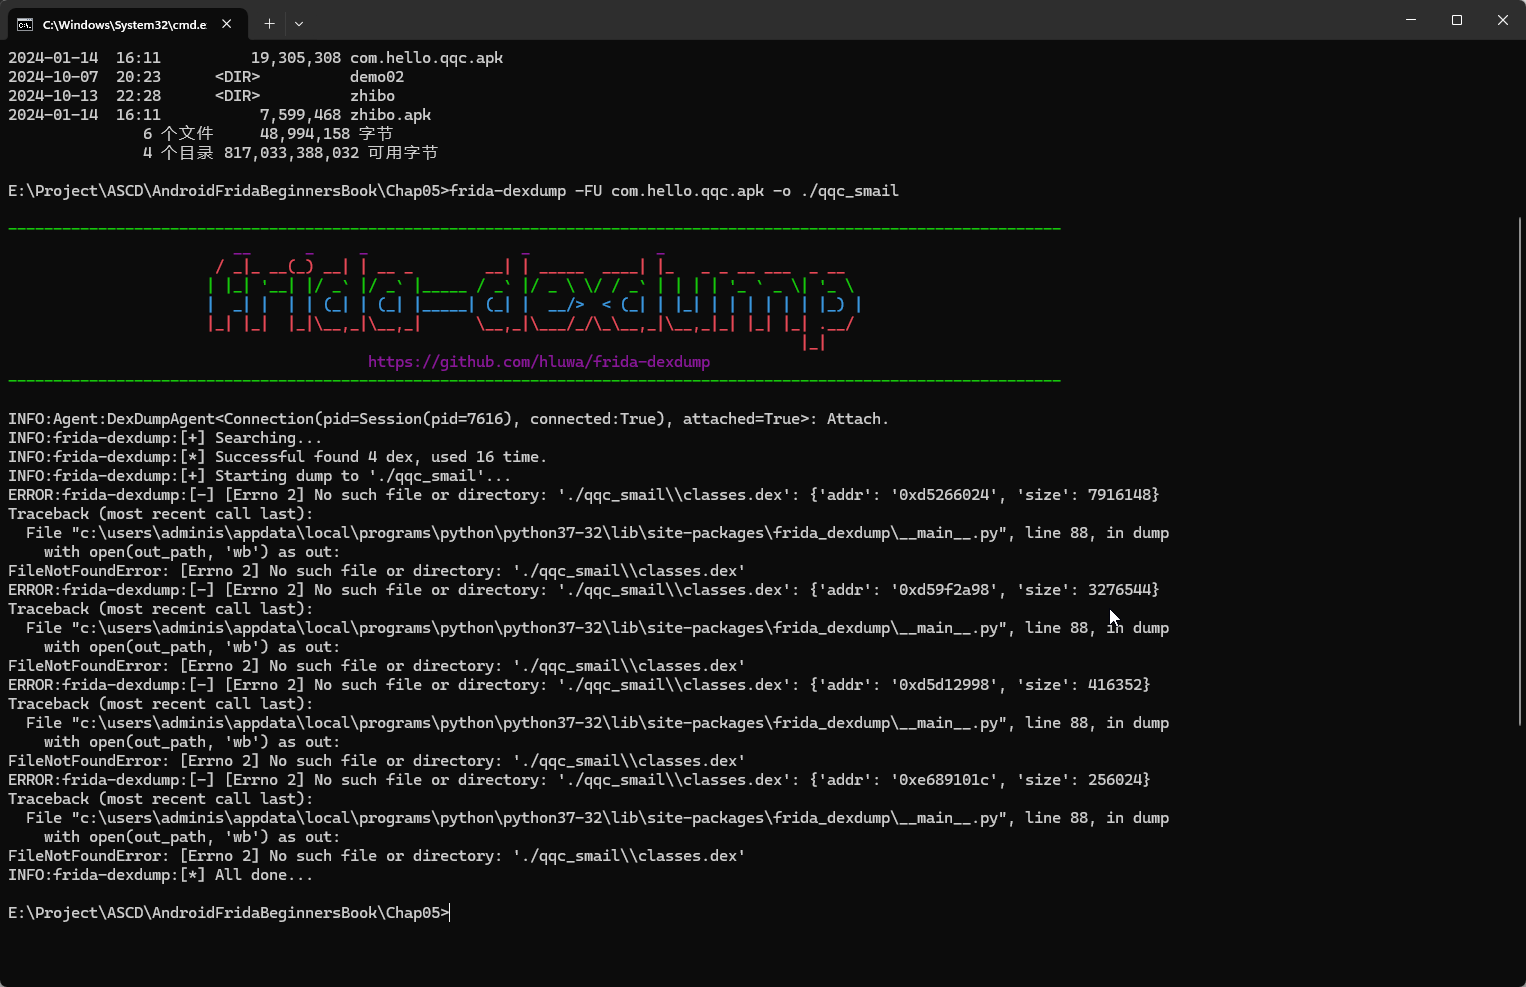 C:\Windows\System32\cmd.e
2024-01-14  16:11          19,305,308 com.hello.qqc.apk
2024-10-07  20:23      <DIR>          demo02
2024-10-13  22:28      <DIR>          zhibo
2024-01-14  16:11           7,599,468 zhibo.apk
               6 个文件     48,994,158 字节
               4 个目录 817,033,388,032 可用字节
E:\Project\ASCD\AndroidFridaBeginnersBook\Chap05>frida-dexdump -FU com.hello.qqc.apk -o ./qqc_smail
frida-dexdump
https://github.com/hluwa/frida-dexdump
INFO:Agent:DexDumpAgent<Connection(pid=Session(pid=7616), connected:True), attached=True>: Attach.
INFO:frida-dexdump:[+] Searching...
INFO:frida-dexdump:[*] Successful found 4 dex, used 16 time.
INFO:frida-dexdump:[+] Starting dump to './qqc_smail'...
ERROR:frida-dexdump:[-] [Errno 2] No such file or directory: './qqc_smail\\classes.dex': {'addr': '0xd5266024', 'size': 7916148}
Traceback (most recent call last):
  File "c:\users\adminis\appdata\local\programs\python\python37-32\lib\site-packages\frida_dexdump\__main__.py", line 88, in dump
    with open(out_path, 'wb') as out:
FileNotFoundError: [Errno 2] No such file or directory: './qqc_smail\\classes.dex'
ERROR:frida-dexdump:[-] [Errno 2] No such file or directory: './qqc_smail\\classes.dex': {'addr': '0xd59f2a98', 'size': 3276544}
Traceback (most recent call last):
  File "c:\users\adminis\appdata\local\programs\python\python37-32\lib\site-packages\frida_dexdump\__main__.py", line 88, in dump
    with open(out_path, 'wb') as out:
FileNotFoundError: [Errno 2] No such file or directory: './qqc_smail\\classes.dex'
ERROR:frida-dexdump:[-] [Errno 2] No such file or directory: './qqc_smail\\classes.dex': {'addr': '0xd5d12998', 'size': 416352}
Traceback (most recent call last):
  File "c:\users\adminis\appdata\local\programs\python\python37-32\lib\site-packages\frida_dexdump\__main__.py", line 88, in dump
    with open(out_path, 'wb') as out:
FileNotFoundError: [Errno 2] No such file or directory: './qqc_smail\\classes.dex'
ERROR:frida-dexdump:[-] [Errno 2] No such file or directory: './qqc_smail\\classes.dex': {'addr': '0xe689101c', 'size': 256024}
Traceback (most recent call last):
  File "c:\users\adminis\appdata\local\programs\python\python37-32\lib\site-packages\frida_dexdump\__main__.py", line 88, in dump
    with open(out_path, 'wb') as out:
FileNotFoundError: [Errno 2] No such file or directory: './qqc_smail\\classes.dex'
INFO:frida-dexdump:[*] All done...
E:\Project\ASCD\AndroidFridaBeginnersBook\Chap05>